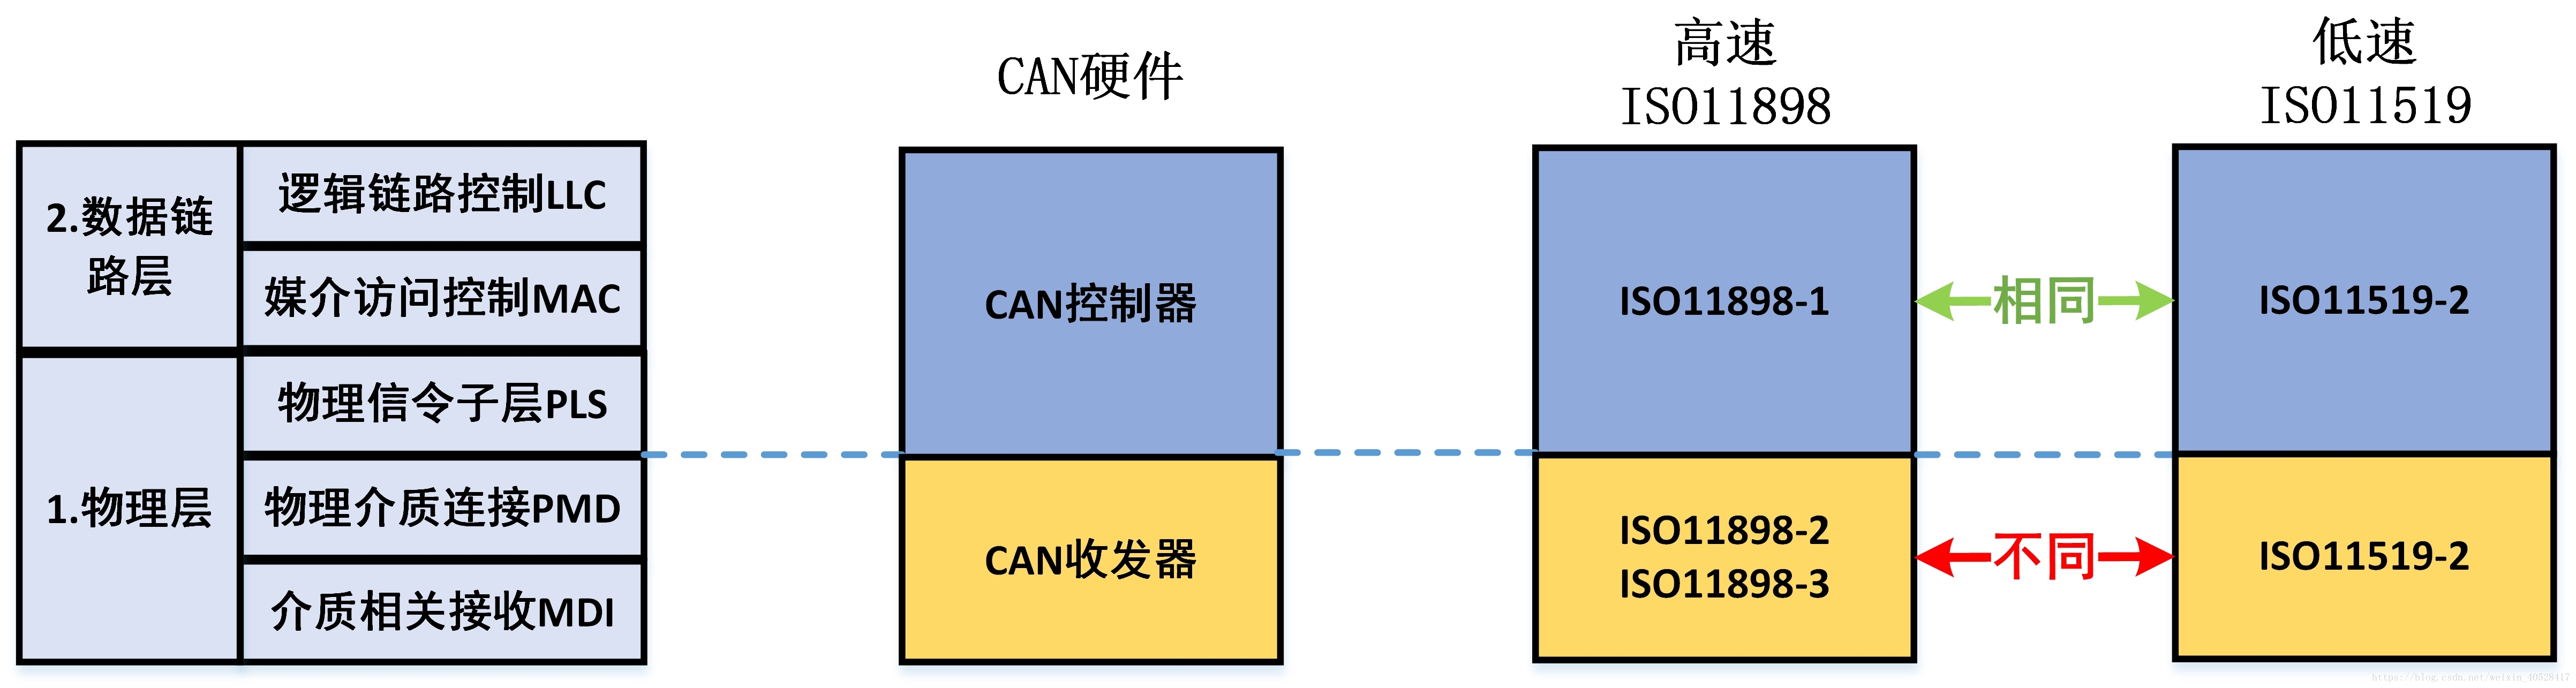 CAN硬件
高速
ISO11898
低速
ISO11519
2.数据链
路层
逻辑链路控制LLC
媒介访问控制MAC
1.物理层
物理信令子层PLS
物理介质连接PMD
介质相关接收MDI
CAN控制器
CAN收发器
ISO11898-1
ISO11898-2
ISO11898-3
相同
不同
ISO11519-2
ISO11519-2
https://blog.csdn.net/weixin_40528417